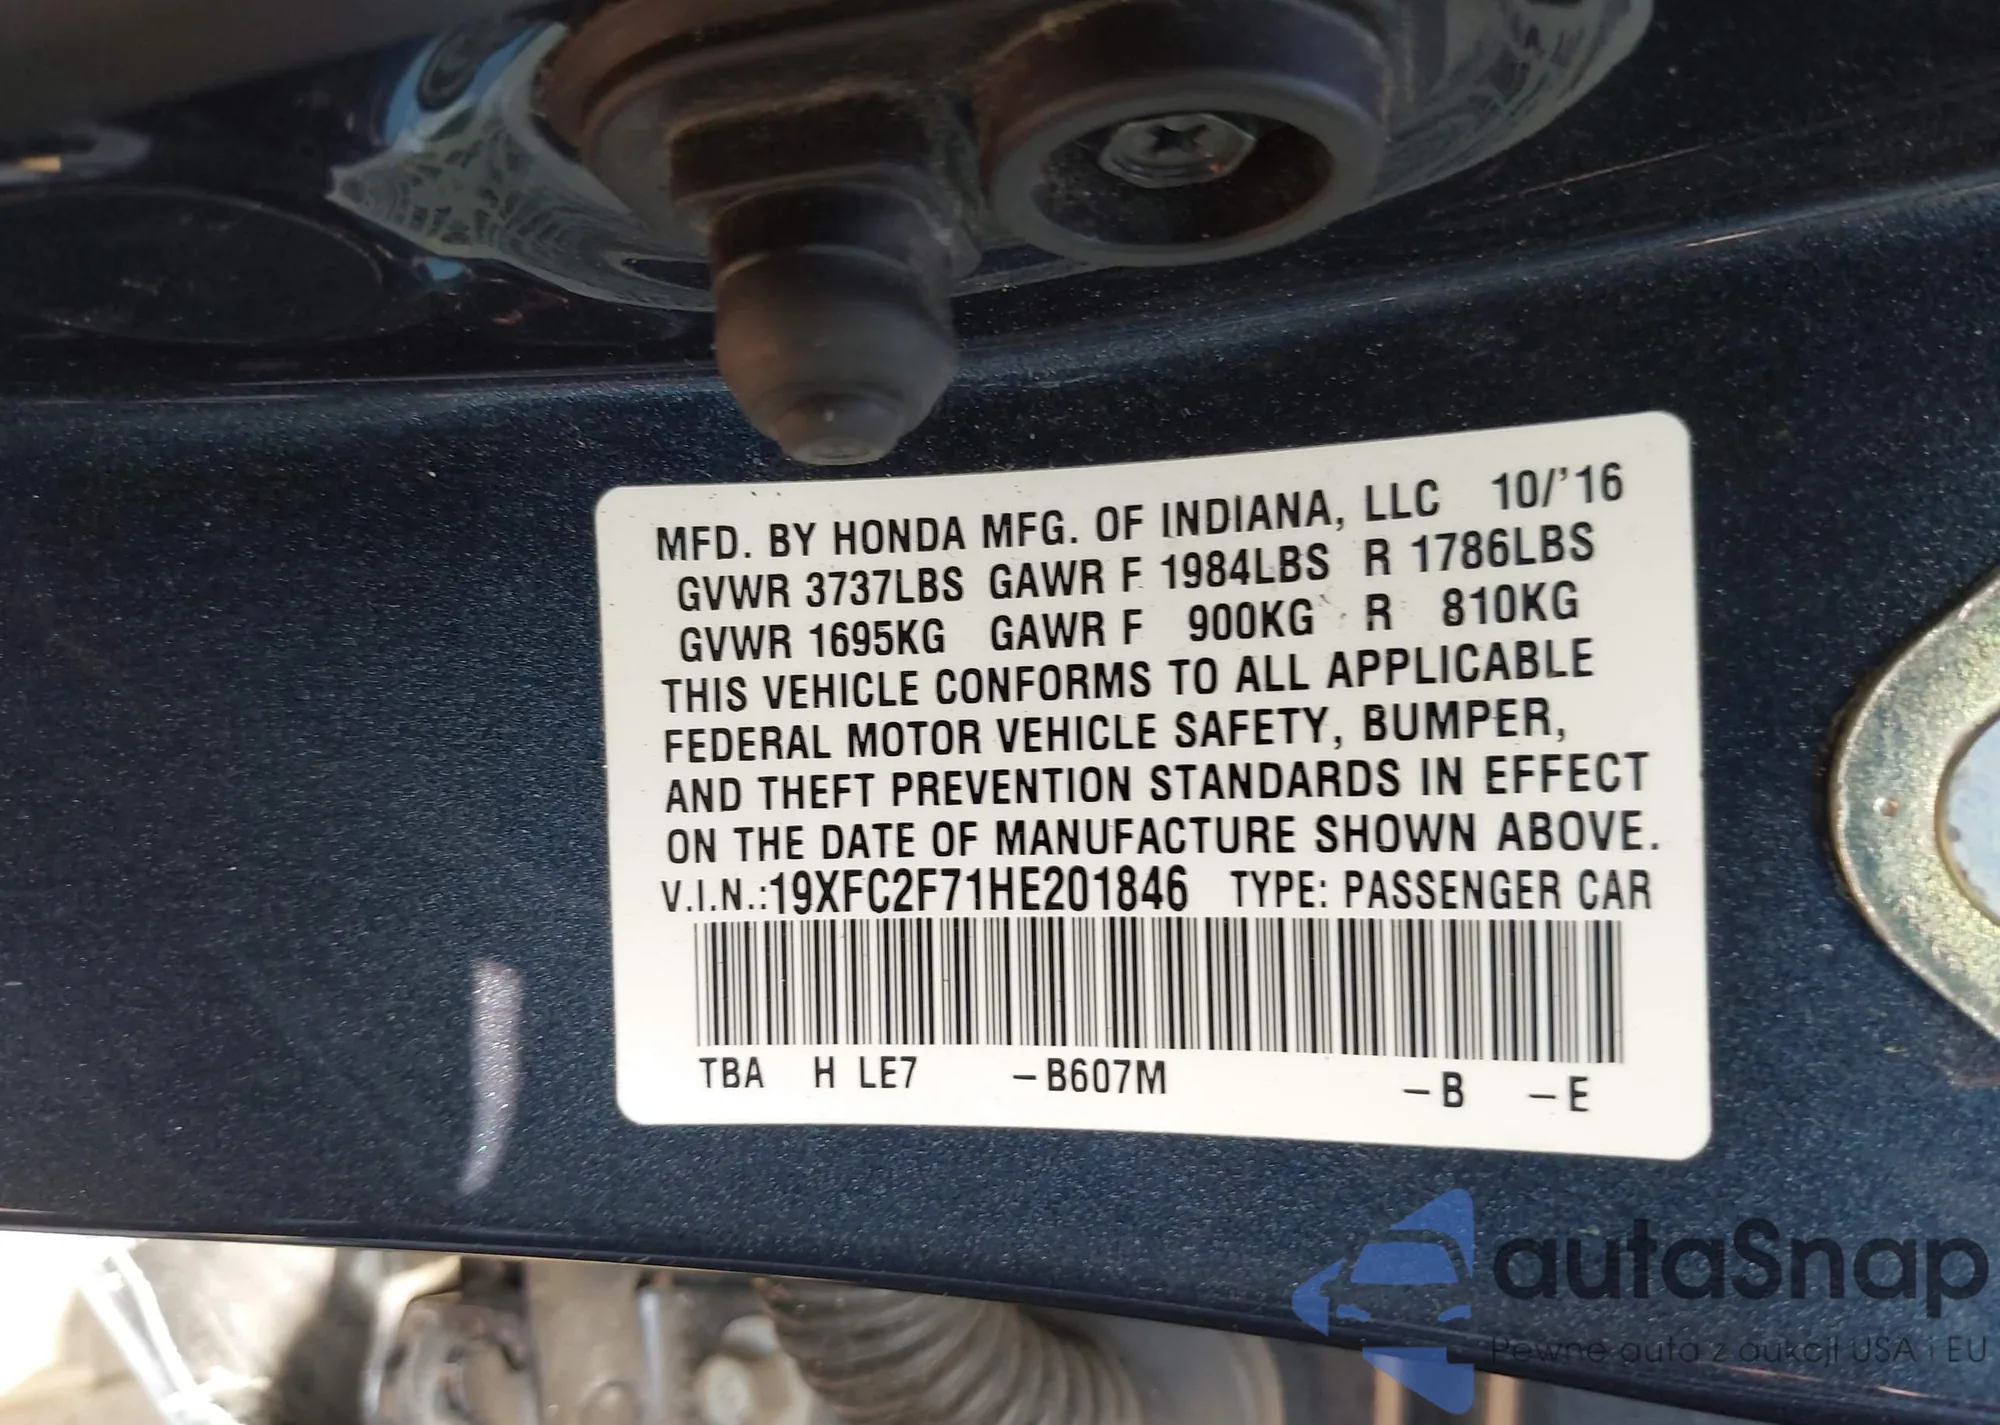 MFD. BY HONDA MFG. OF INDIANA, LLC 10/'16
GVWR 3737LBS GAWR F 1984LBS R 1786LBS
GVWR 1695KG GAWR F 900KG R 810KG
THIS VEHICLE CONFORMS TO ALL APPLICABLE
FEDERAL MOTOR VEHICLE SAFETY, BUMPER,
AND THEFT PREVENTION STANDARDS IN EFFECT
ON THE DATE OF MANUFACTURE SHOWN ABOVE.
V.I.N.:19XFC2F71HE201846 TYPE: PASSENGER CAR
TBA H LE7 –B607M –B –E
autaSnap
Pewne auta z aukcji USA i EU